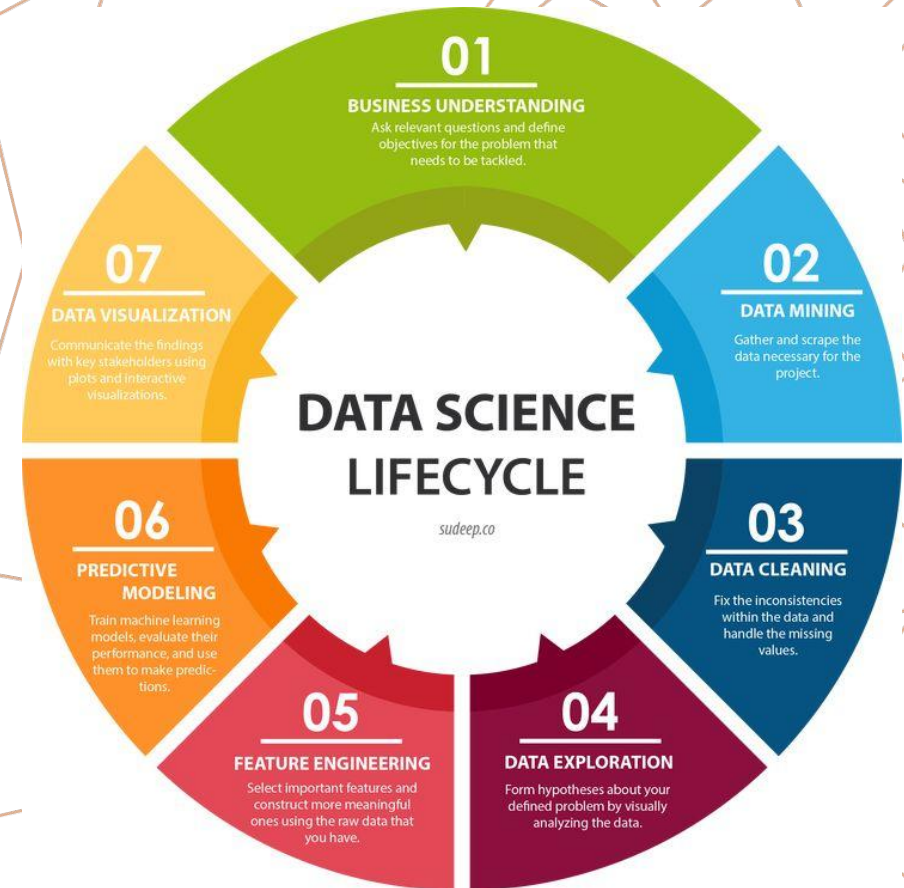 01
BUSINESS UNDERSTANDING
Ask relevant questions and define
objectives for the problem that
needs to be tackled.
02
DATA MINING
Gather and scrape the
data necessary for the
project.
03
DATA CLEANING
Fix the inconsistencies
within the data and
handle the missing
values.
04
DATA EXPLORATION
Form hypotheses about your
defined problem by visually
analyzing the data.
05
FEATURE ENGINEERING
Select important features and
construct more meaningful
ones using the raw data that
you have.
06
PREDICTIVE
MODELING
Train machine learning
models, evaluate their
performance, and use
them to make predic-
tions.
07
DATA VISUALIZATION
Communicate the findings
with key stakeholders using
plots and interactive
visualizations.
DATA SCIENCE
LIFECYCLE
sudeep.co